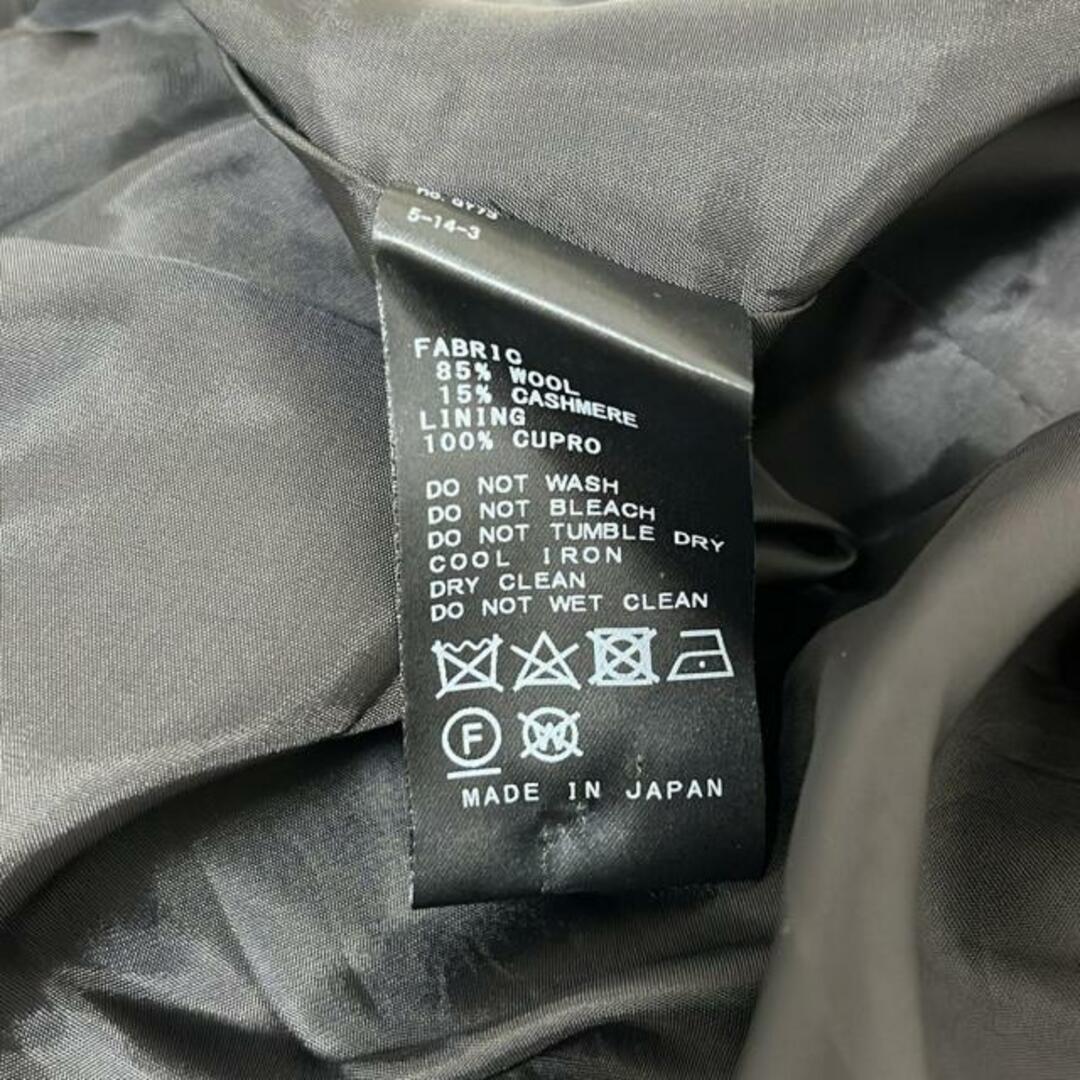 5-14-3
FABRIC
85% WOOL
15% CASHMERE
LINING
100% CUPRO
DO NOT WASH
DO NOT BLEACH
DO NOT TUMBLE DRY
COOL IRON
DRY CLEAN
DO NOT WET CLEAN
F W
MADE IN JAPAN